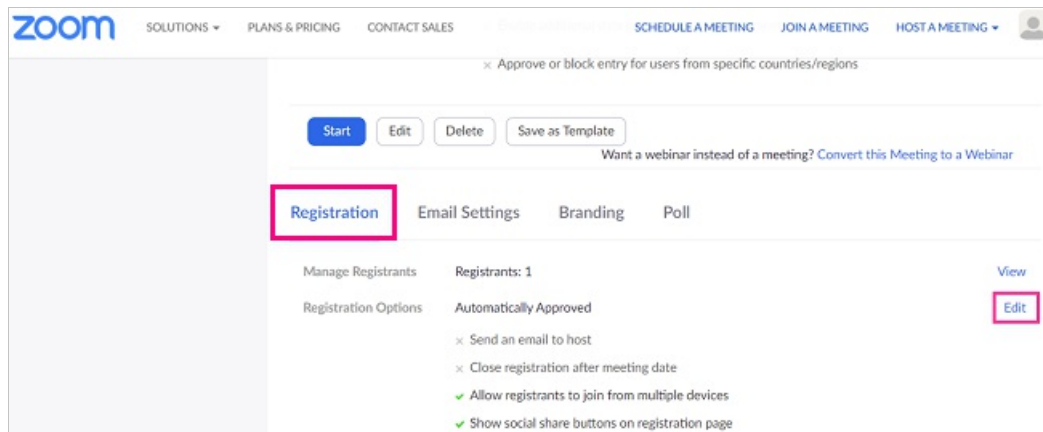 zoom SOLUTIONS PLANS & PRICING CONTACT SALES SCHEDULE A MEETING JOIN A MEETING HOST A MEETING
Approve or block entry for users from specific countries/regions
Start Edit Delete Save as Template
Want a webinar instead of a meeting? Convert this Meeting to a Webinar
Registration Email Settings Branding Poll
Manage Registrants Registrants: 1 View
Registration Options Automatically Approved Edit
Send an email to host
Close registration after meeting date
Allow registrants to join from multiple devices
Show social share buttons on registration page